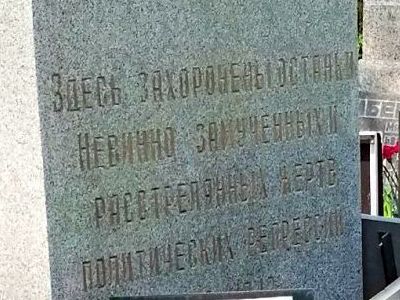 Здесь захоронены останки
Невинно замученных и
расстрелянных жертв
политических репрессий